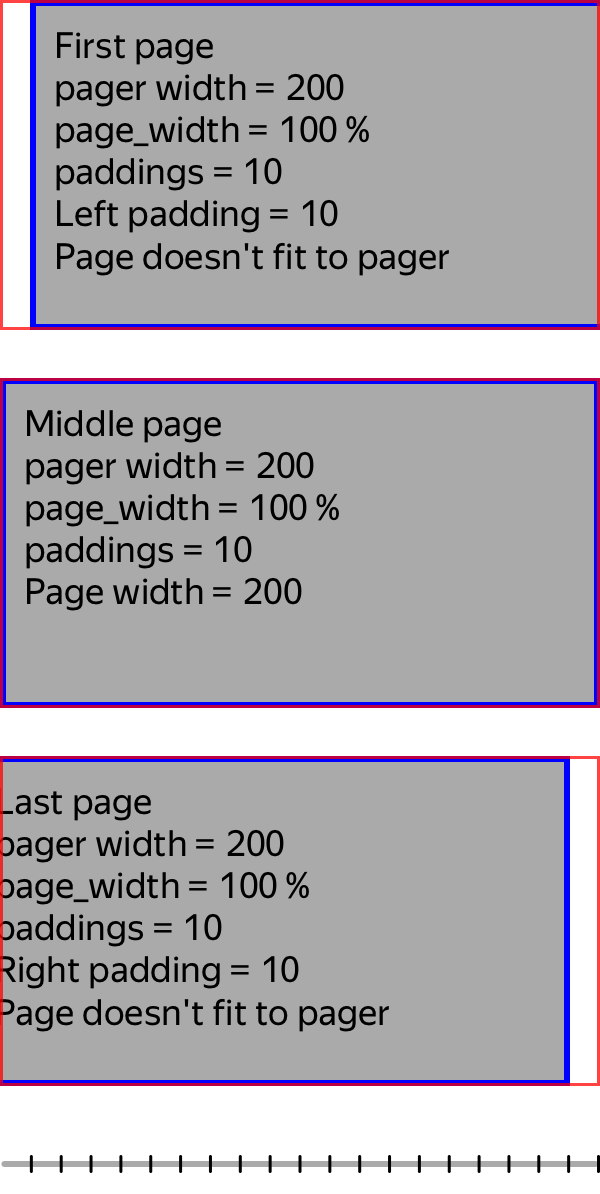 First page
pager width = 200
page_width = 100 %
paddings = 10
Left padding = 10
Page doesn't fit to pager
Middle page
pager width = 200
page_width = 100 %
paddings = 10
Page width = 200
Last page
pager width = 200
page_width = 100 %
paddings = 10
Right padding = 10
Page doesn't fit to pager